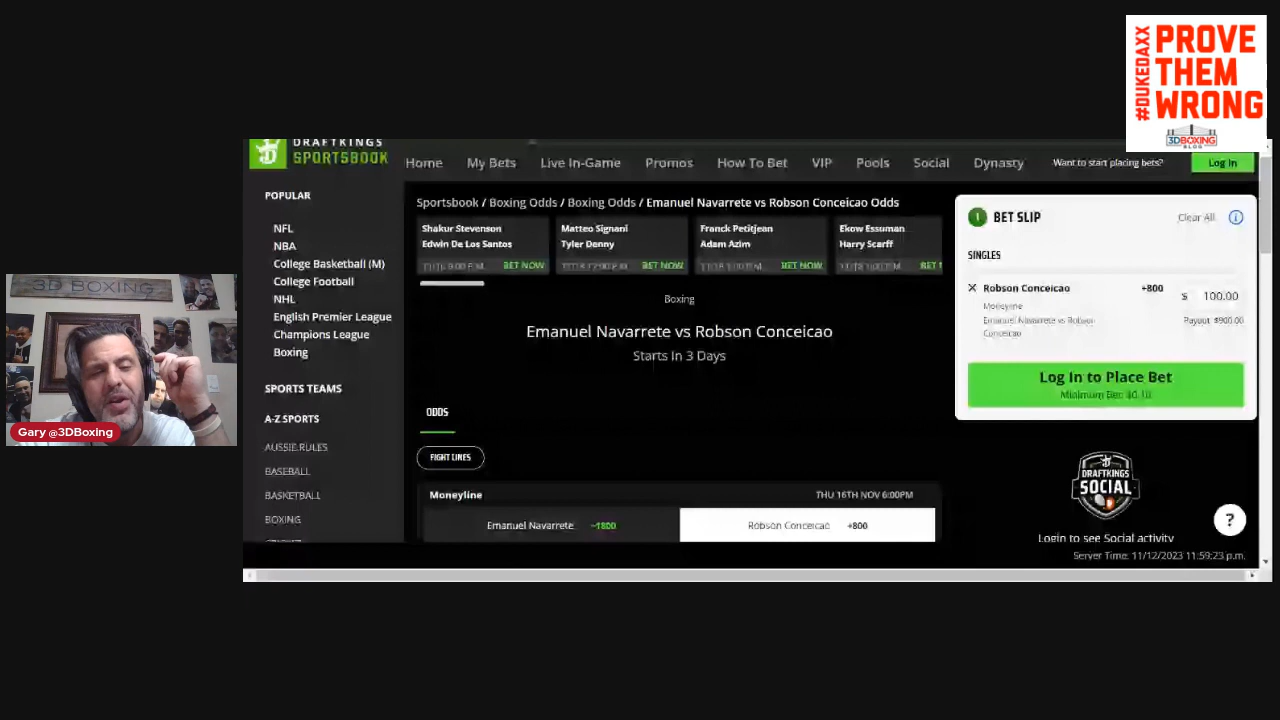 #DUKEDAXX
PROVE
THEM
WRONG
3DBOXING
BLOG
DRAFTKINGS
SPORTSBOOK
Home
My Bets
Live In-Game
Promos
How To Bet
VIP
Pools
Social
Dynasty
Want to start placing bets?
Log In
POPULAR
NFL
NBA
College Basketball (M)
College Football
NHL
English Premier League
Champions League
Boxing
SPORTS TEAMS
A-Z SPORTS
AUSSIE RULES
BASEBALL
BASKETBALL
BOXING
Sportsbook / Boxing Odds / Boxing Odds / Emanuel Navarrete vs Robson Conceicao Odds
Shakur Stevenson
Edwin De Los Santos
BET NOW
Matteo Signani
Tyler Denny
BET NOW
Franck Petitjean
Adam Azim
BET NOW
Ekow Essuman
Harry Scarff
BET N
Boxing
Emanuel Navarrete vs Robson Conceicao
Starts In 3 Days
ODDS
FIGHT LINES
Moneyline
THU 16TH NOV 6:00PM
Emanuel Navarrete -1800
Robson Conceicao +800
1 BET SLIP
Clear All
SINGLES
Robson Conceicao +800
$ 100.00
Moneyline
Emanuel Navarrete vs Robson
Conceicao
Payout: $900.00
Log In to Place Bet
Minimum Bet: $0.10
DRAFTKINGS
SOCIAL
Login to see Social activity
?
Server Time: 11/12/2023 11:59:23 p.m.
3D BOXING
Gary @3DBoxing